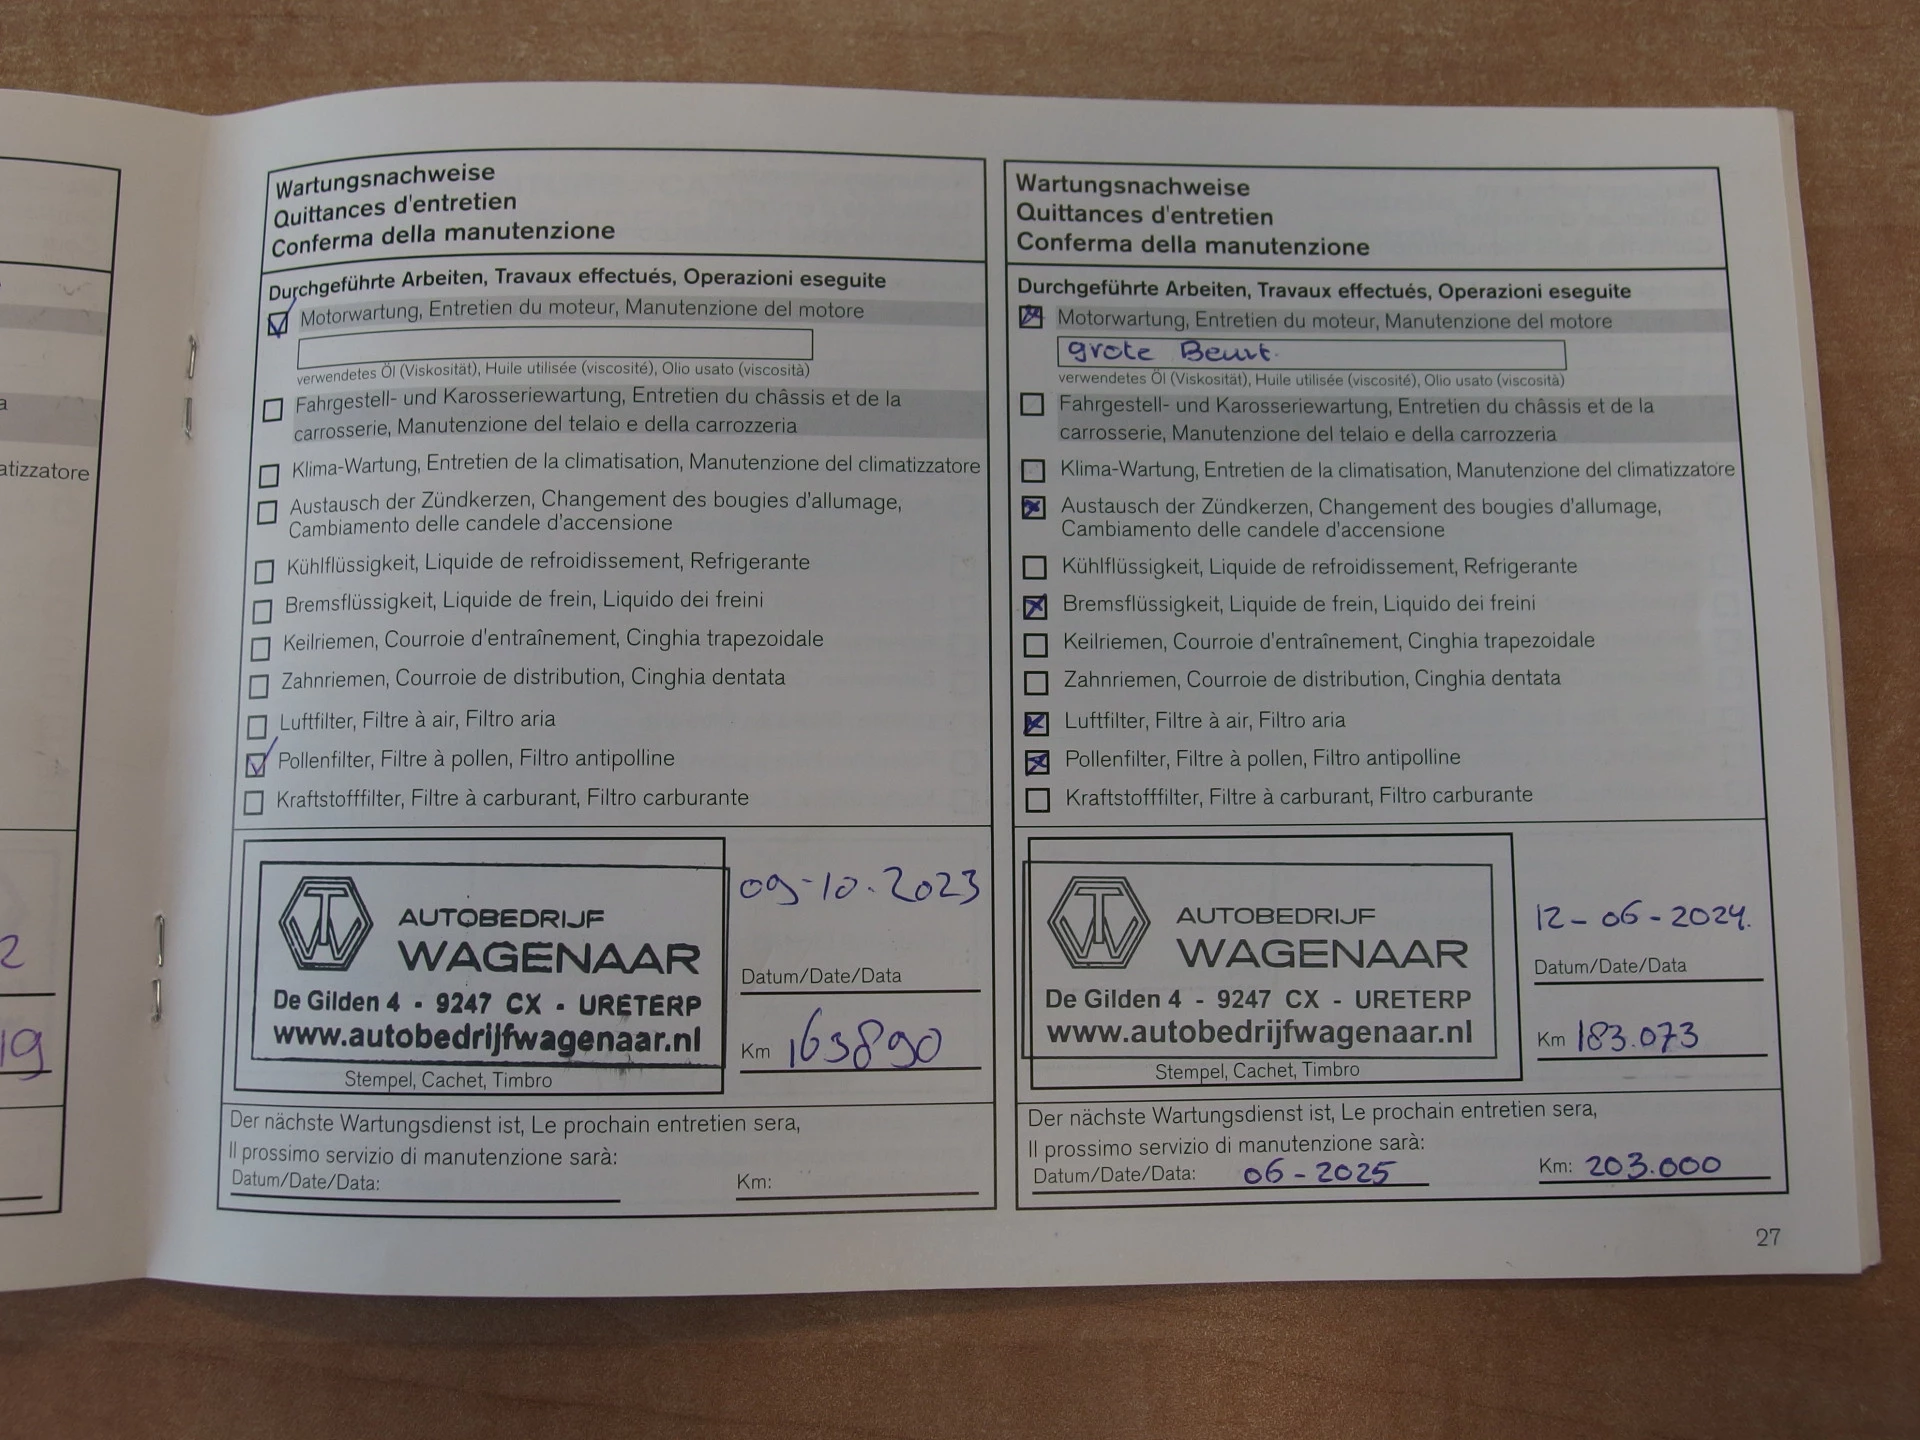 a
atizzatore
2
19
Wartungsnachweise
Quittances d'entretien
Conferma della manutenzione
Durchgeführte Arbeiten, Travaux effectués, Operazioni eseguite
Motorwartung, Entretien du moteur, Manutenzione del motore
verwendetes Öl (Viskosität), Huile utilisée (viscosité), Olio usato (viscosità)
Fahrgestell- und Karosseriewartung, Entretien du châssis et de la
carrosserie, Manutenzione del telaio e della carrozzeria
Klima-Wartung, Entretien de la climatisation, Manutenzione del climatizzatore
Austausch der Zündkerzen, Changement des bougies d'allumage,
Cambiamento delle candele d'accensione
Kühlflüssigkeit, Liquide de refroidissement, Refrigerante
Bremsflüssigkeit, Liquide de frein, Liquido dei freini
Keilriemen, Courroie d'entraînement, Cinghia trapezoidale
Zahnriemen, Courroie de distribution, Cinghia dentata
Luftfilter, Filtre à air, Filtro aria
Pollenfilter, Filtre à pollen, Filtro antipolline
Kraftstofffilter, Filtre à carburant, Filtro carburante
AUTOBEDRIJF
WAGENAAR
De Gilden 4 - 9247 CX - URETERP
www.autobedrijfwagenaar.nl
Stempel, Cachet, Timbro
09-10-2023
Datum/Date/Data
Km 163890
Der nächste Wartungsdienst ist, Le prochain entretien sera,
Il prossimo servizio di manutenzione sarà:
Datum/Date/Data: Km:
Wartungsnachweise
Quittances d'entretien
Conferma della manutenzione
Durchgeführte Arbeiten, Travaux effectués, Operazioni eseguite
Motorwartung, Entretien du moteur, Manutenzione del motore
grote Beurt.
verwendetes Öl (Viskosität), Huile utilisée (viscosité), Olio usato (viscosità)
Fahrgestell- und Karosseriewartung, Entretien du châssis et de la
carrosserie, Manutenzione del telaio e della carrozzeria
Klima-Wartung, Entretien de la climatisation, Manutenzione del climatizzatore
Austausch der Zündkerzen, Changement des bougies d'allumage,
Cambiamento delle candele d'accensione
Kühlflüssigkeit, Liquide de refroidissement, Refrigerante
Bremsflüssigkeit, Liquide de frein, Liquido dei freini
Keilriemen, Courroie d'entraînement, Cinghia trapezoidale
Zahnriemen, Courroie de distribution, Cinghia dentata
Luftfilter, Filtre à air, Filtro aria
Pollenfilter, Filtre à pollen, Filtro antipolline
Kraftstofffilter, Filtre à carburant, Filtro carburante
AUTOBEDRIJF
WAGENAAR
De Gilden 4 - 9247 CX - URETERP
www.autobedrijfwagenaar.nl
Stempel, Cachet, Timbro
12-06-2024.
Datum/Date/Data
Km 183.073
Der nächste Wartungsdienst ist, Le prochain entretien sera,
Il prossimo servizio di manutenzione sarà:
Datum/Date/Data: 06-2025 Km: 203.000
27